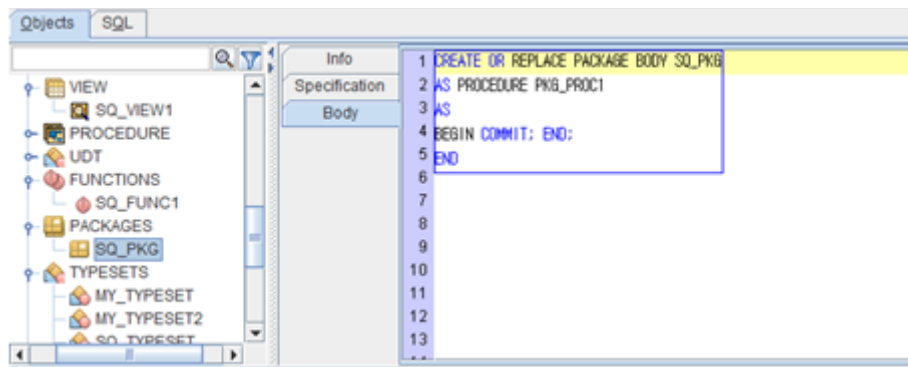 Objects SQL
VIEW
SQ_VIEW1
PROCEDURE
UDT
FUNCTIONS
SQ_FUNC1
PACKAGES
SQ_PKG
TYPESETS
MY_TYPESET
MY_TYPESET2
SQ_TYPESET
Info
Specification
Body
1 CREATE OR REPLACE PACKAGE BODY SQ_PKG
2 AS PROCEDURE PKG_PROC1
3 AS
4 BEGIN COMMIT; END;
5 END
6
7
8
9
10
11
12
13